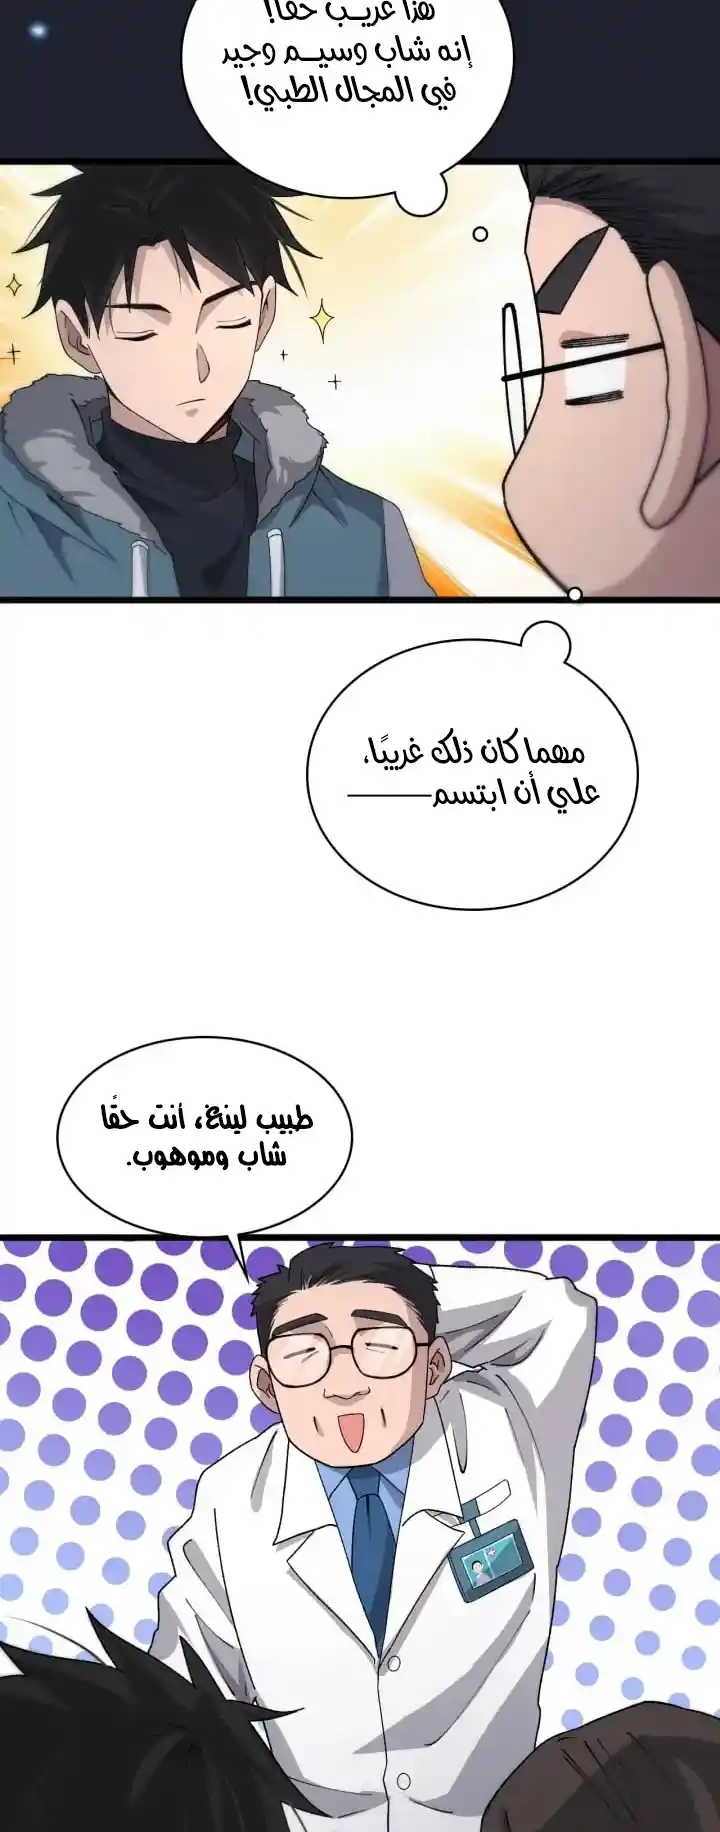 هذا غريب حقًا!
إنه شاب وسيم وجيد
في المجال الطبي!
مهما كان ذلك غريبًا،
علي أن ابتسم——
طبيب لينغ، أنت حقًا
شاب وموهوب.